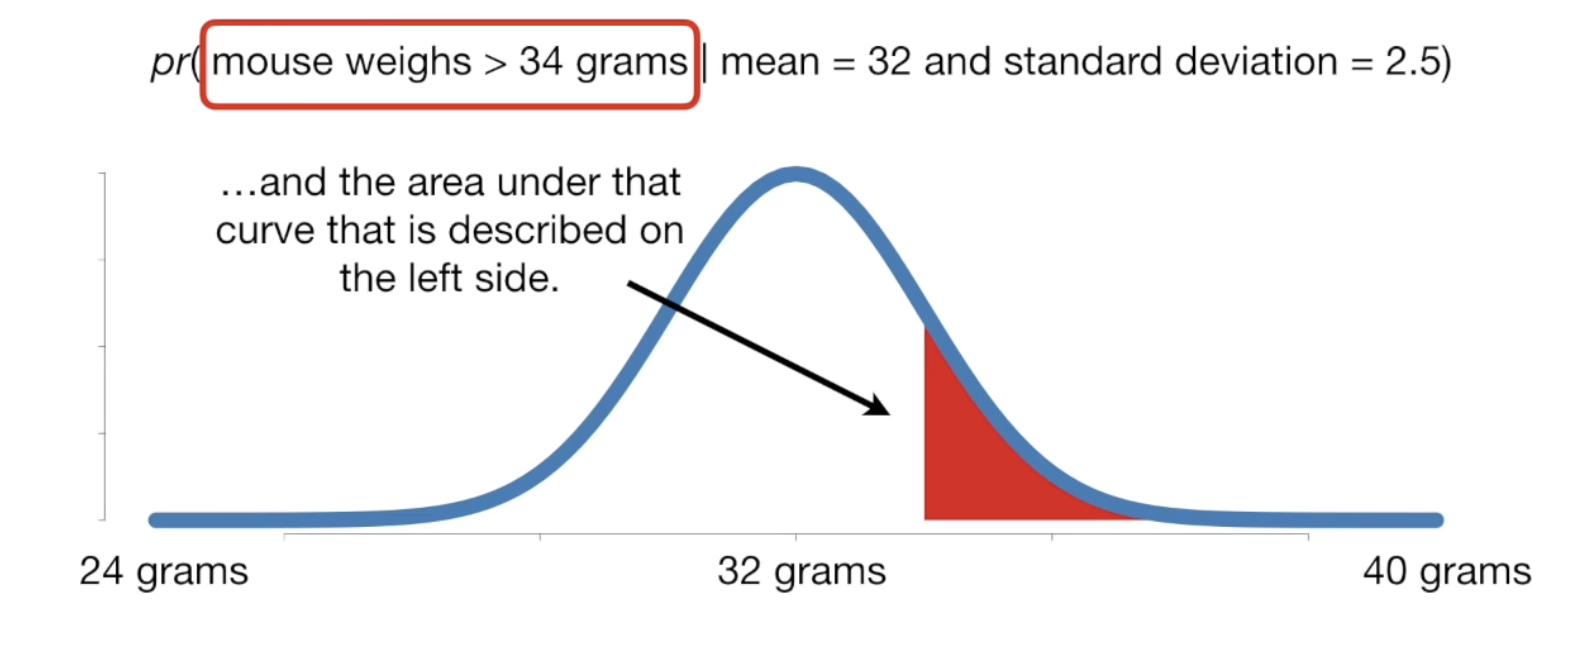 pr( mouse weighs > 34 grams | mean = 32 and standard deviation = 2.5)
…and the area under that
curve that is described on
the left side.
24 grams
32 grams
40 grams